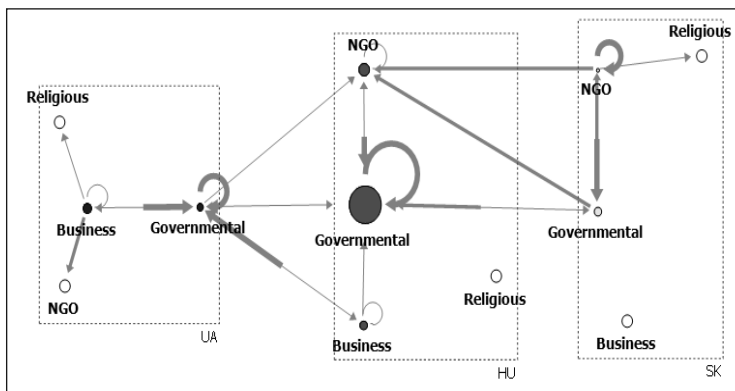 Religious
Business
NGO
Governmental
UA
NGO
Governmental
Religious
Business
HU
Religious
NGO
Governmental
Business
SK